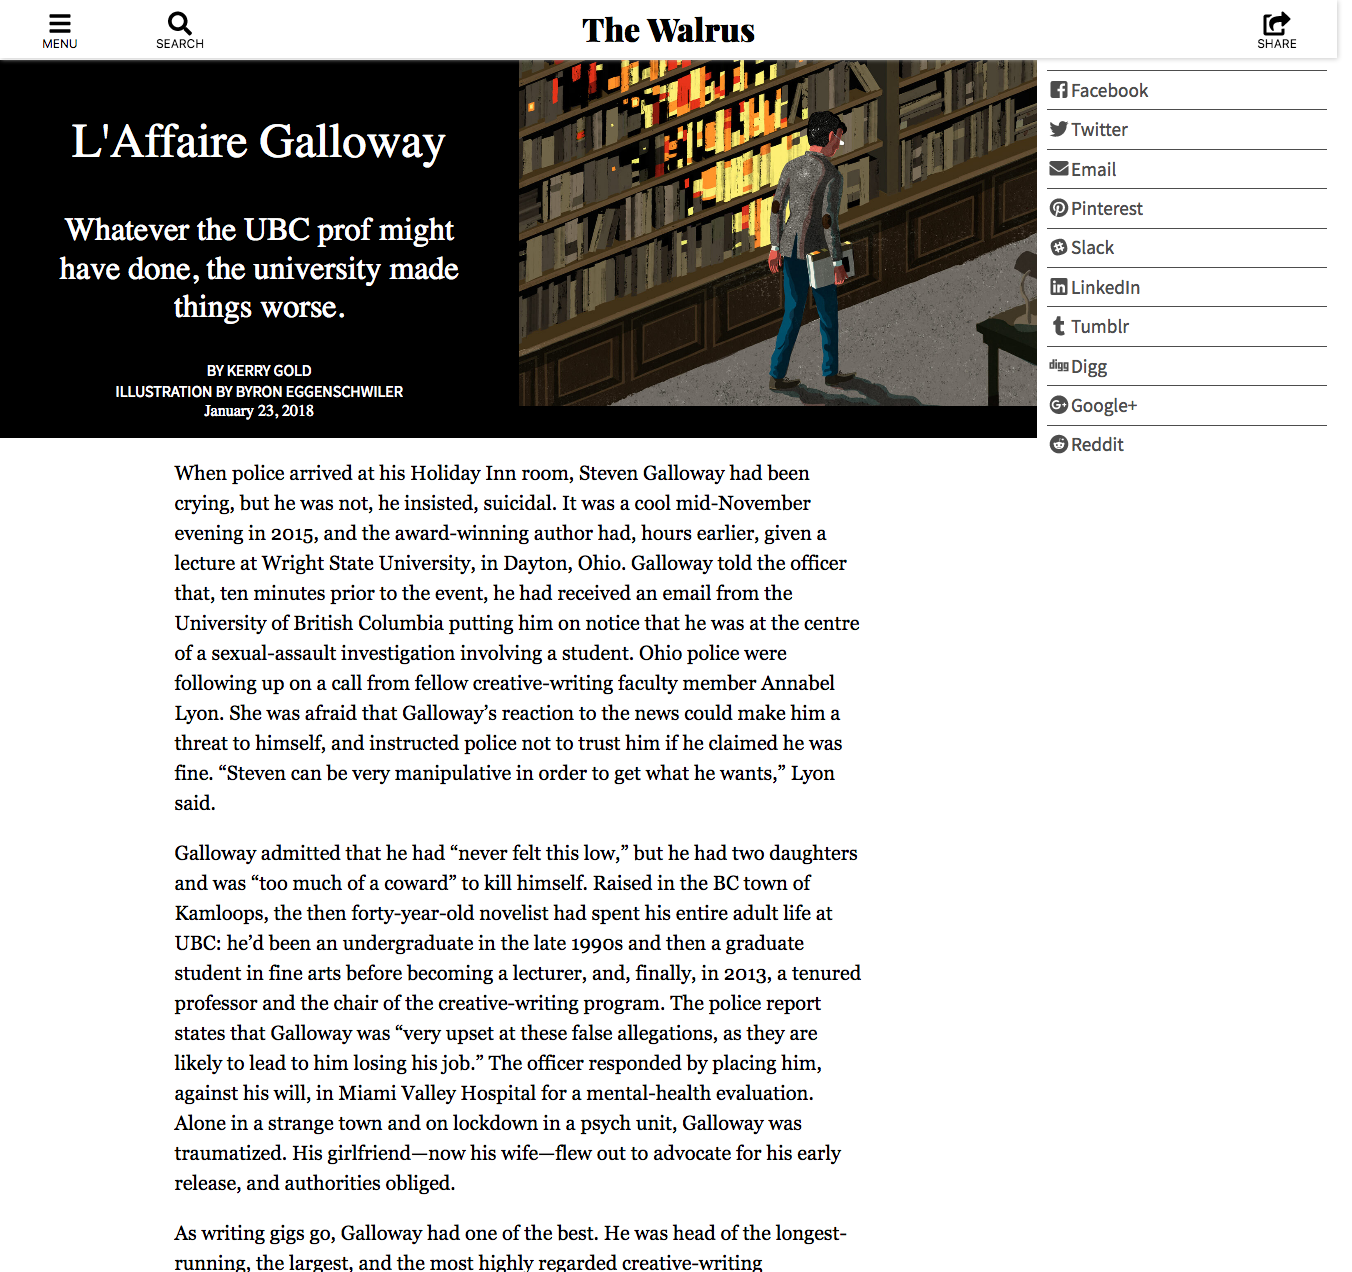 The Walrus
MENU
SEARCH
SHARE
L'Affaire Galloway
Whatever the UBC prof might
have done, the university made
things worse.
BY KERRY GOLD
ILLUSTRATION BY BYRON EGGENSCHWILER
January 23, 2018
Facebook
Twitter
Email
Pinterest
Slack
LinkedIn
Tumblr
digg Digg
Google+
Reddit
When police arrived at his Holiday Inn room, Steven Galloway had been
crying, but he was not, he insisted, suicidal. It was a cool mid-November
evening in 2015, and the award-winning author had, hours earlier, given a
lecture at Wright State University, in Dayton, Ohio. Galloway told the officer
that, ten minutes prior to the event, he had received an email from the
University of British Columbia putting him on notice that he was at the centre
of a sexual-assault investigation involving a student. Ohio police were
following up on a call from fellow creative-writing faculty member Annabel
Lyon. She was afraid that Galloway’s reaction to the news could make him a
threat to himself, and instructed police not to trust him if he claimed he was
fine. “Steven can be very manipulative in order to get what he wants,” Lyon
said.
Galloway admitted that he had “never felt this low,” but he had two daughters
and was “too much of a coward” to kill himself. Raised in the BC town of
Kamloops, the then forty-year-old novelist had spent his entire adult life at
UBC: he’d been an undergraduate in the late 1990s and then a graduate
student in fine arts before becoming a lecturer, and, finally, in 2013, a tenured
professor and the chair of the creative-writing program. The police report
states that Galloway was “very upset at these false allegations, as they are
likely to lead to him losing his job.” The officer responded by placing him,
against his will, in Miami Valley Hospital for a mental-health evaluation.
Alone in a strange town and on lockdown in a psych unit, Galloway was
traumatized. His girlfriend—now his wife—flew out to advocate for his early
release, and authorities obliged.
As writing gigs go, Galloway had one of the best. He was head of the longest-
running, the largest, and the most highly regarded creative-writing